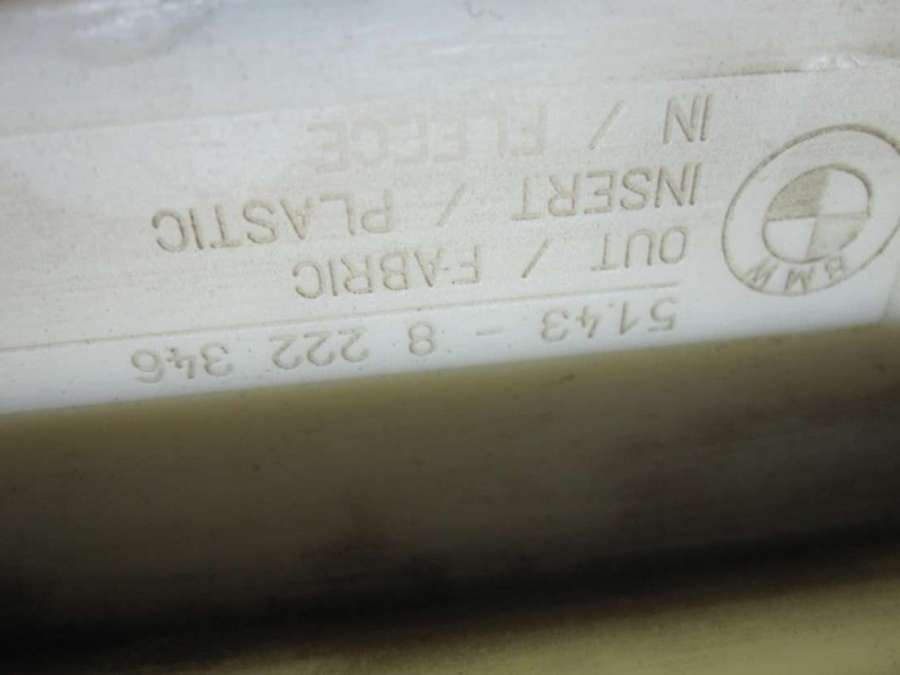 BMW
51.43 - 8 222 346
OUT / FABRIC
INSERT / PLASTIC
IN / FLEECE